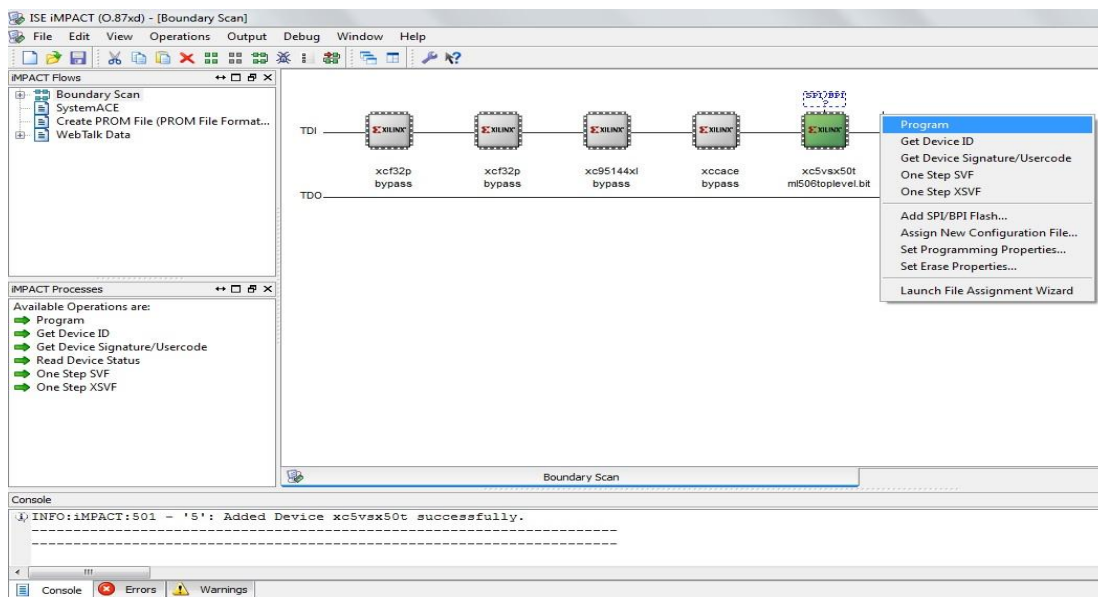 ISE iMPACT (O.87xd) - [Boundary Scan]
File Edit View Operations Output Debug Window Help
iMPACT Flows
Boundary Scan
SystemACE
Create PROM File (PROM File Format...
WebTalk Data
iMPACT Processes
Available Operations are:
Program
Get Device ID
Get Device Signature/Usercode
Read Device Status
One Step SVF
One Step XSVF
SPI/BPI
?
TDI
XILINX XILINX XILINX XILINX XILINX
xcf32p xcf32p xc95144xl xccace xc5vsx50t
bypass bypass bypass bypass ml506toplevel.bit
TDO
Program
Get Device ID
Get Device Signature/Usercode
One Step SVF
One Step XSVF
Add SPI/BPI Flash...
Assign New Configuration File...
Set Programming Properties...
Set Erase Properties...
Launch File Assignment Wizard
Boundary Scan
Console
INFO:iMPACT:501 - '5': Added Device xc5vsx50t successfully.
----------------------------------------------------------------------
----------------------------------------------------------------------
Console Errors Warnings